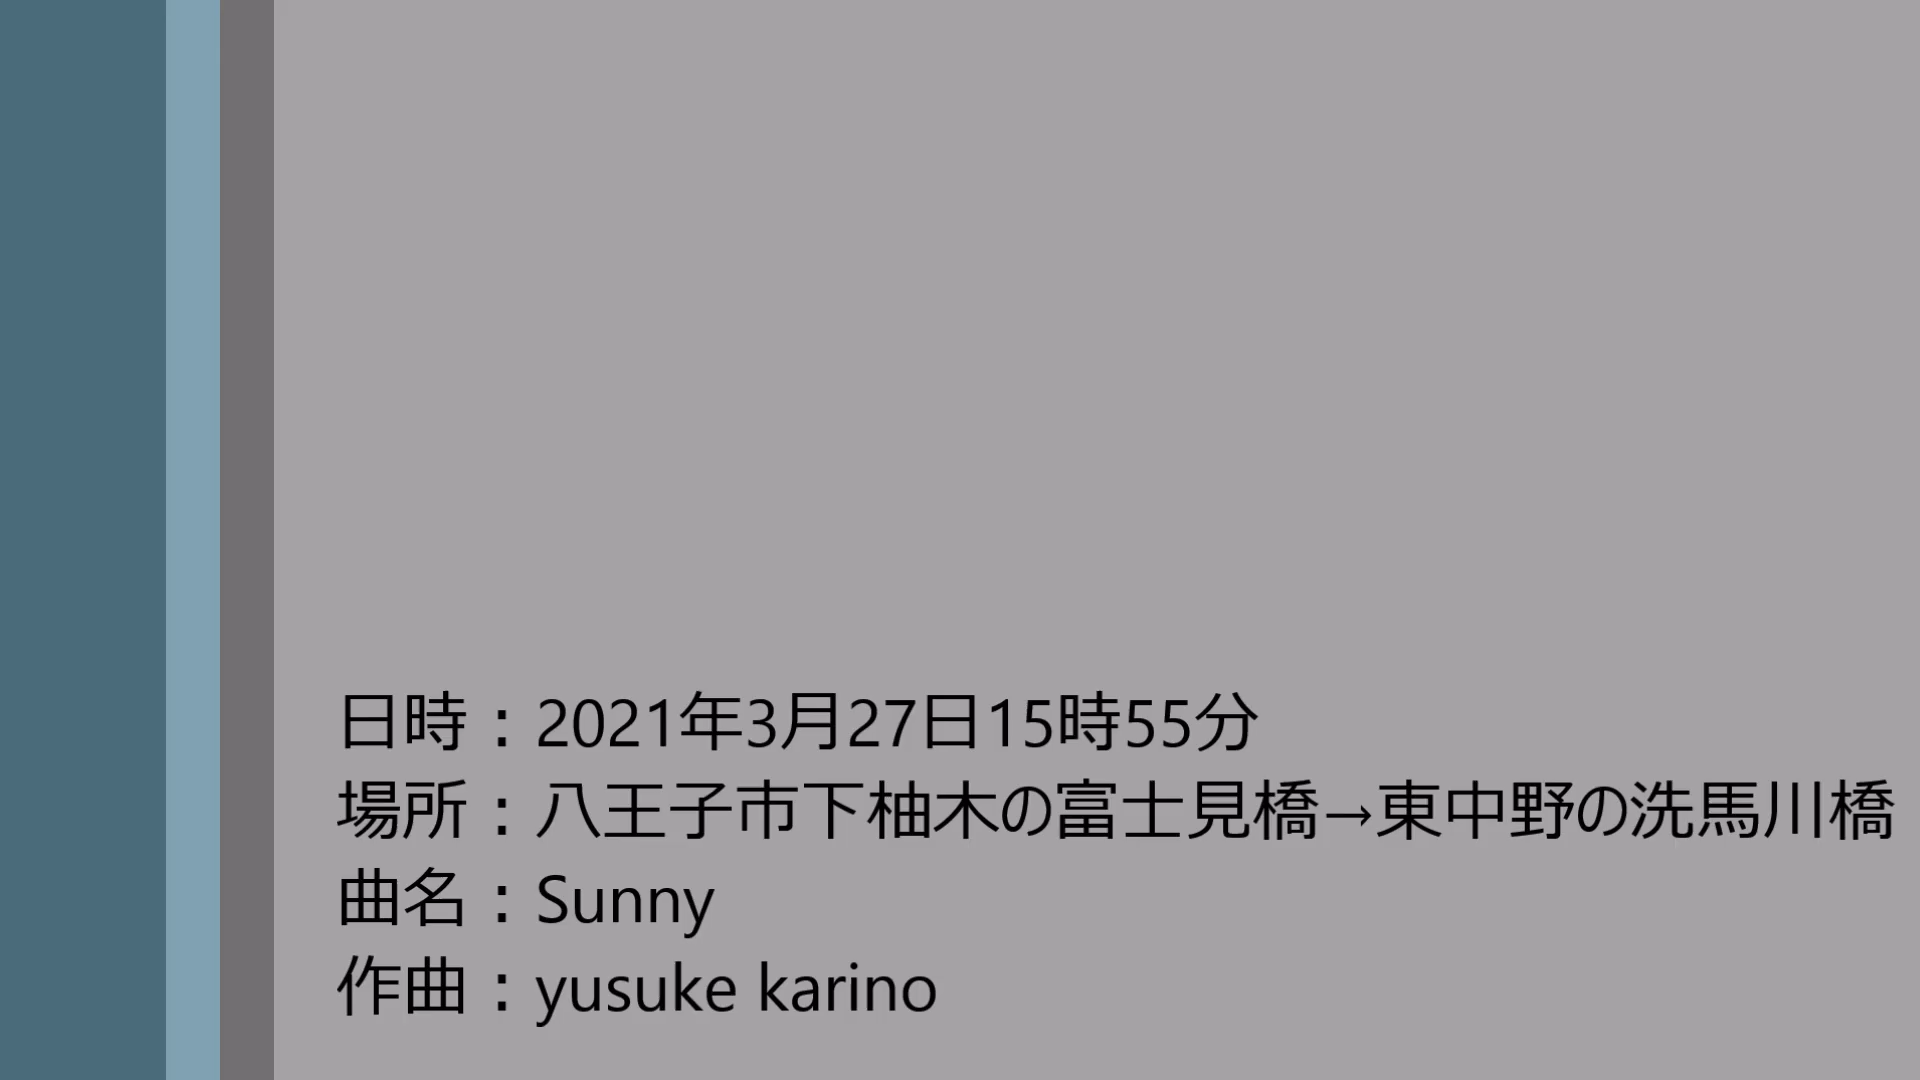 日時：2021年3月27日15時55分
場所：八王子市下柚木の富士見橋→東中野の洗馬川橋
曲名：Sunny
作曲：yusuke karino